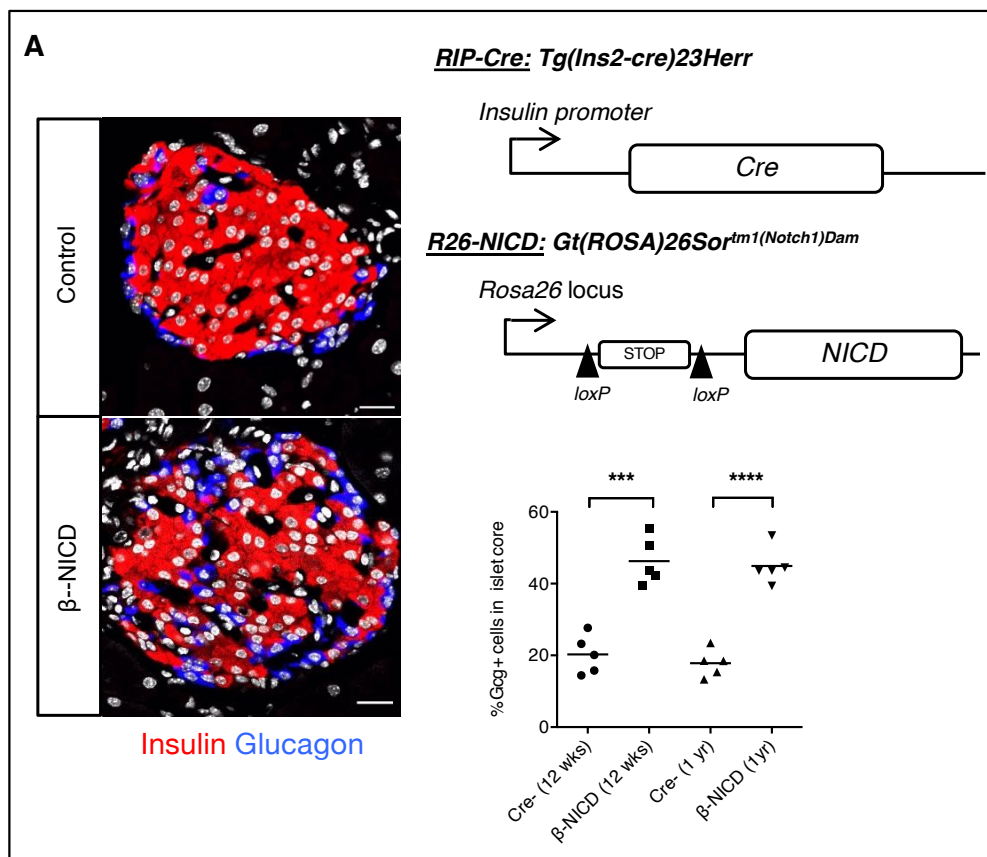 A
RIP-Cre: Tg(Ins2-cre)23Herr
Insulin promoter
Cre
R26-NICD: Gt(ROSA)26Sortm1(Notch1)Dam
Rosa26 locus
STOP
NICD
loxP
loxP
Control
β--NICD
Insulin Glucagon
*** ****
%Gcg+ cells in islet core
60
40
20
0
Cre- (12 wks)
β-NICD (12 wks)
Cre- (1 yr)
β-NICD (1yr)